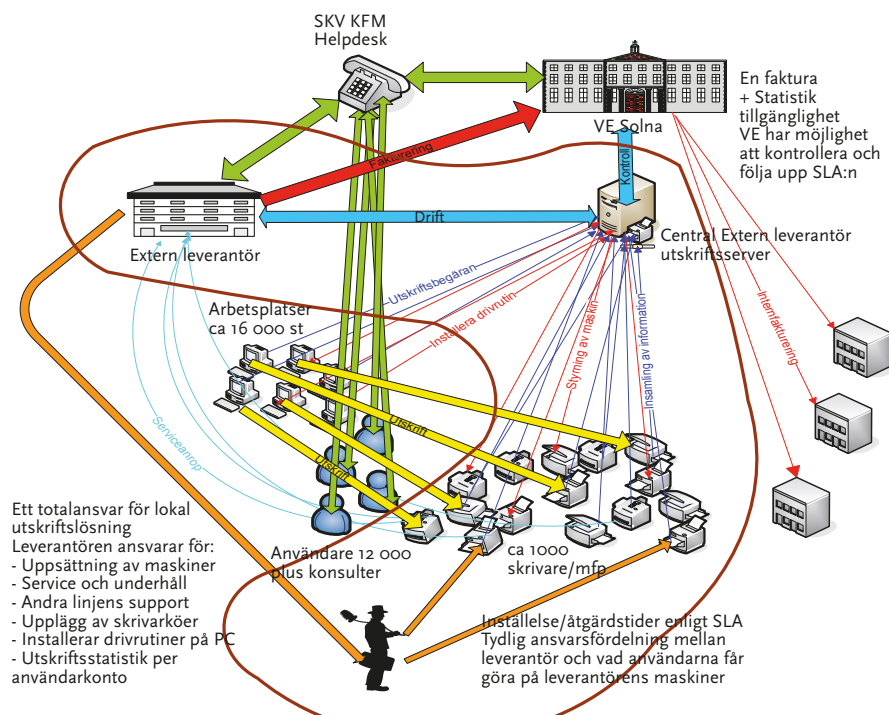 SKV KFM
Helpdesk
VE Solna
En faktura
+ Statistik
tillgänglighet
VE har möjlighet
att kontrollera och
följa upp SLA:n
Fakturering
Kontroll
Extern leverantör
Drift
Central Extern leverantör
utskriftsserver
Utskriftsbegäran
Arbetsplatser
ca 16 000 st
Installera drivrutin
Styrning av maskin
Insamling av information
Internfakturering
Serviceanrop
Utskrift
Utskrift
Ett totalansvar för lokal
utskriftslösning
Leverantören ansvarar för:
- Uppsättning av maskiner
- Service och underhåll
- Andra linjens support
- Upplägg av skrivarköer
- Installerar drivrutiner på PC
- Utskriftsstatistik per
användarkonto
Användare 12 000
plus konsulter
ca 1000
skrivare/mfp
Inställelse/åtgärdstider enligt SLA
Tydlig ansvarsfördelning mellan
leverantör och vad användarna får
göra på leverantörens maskiner